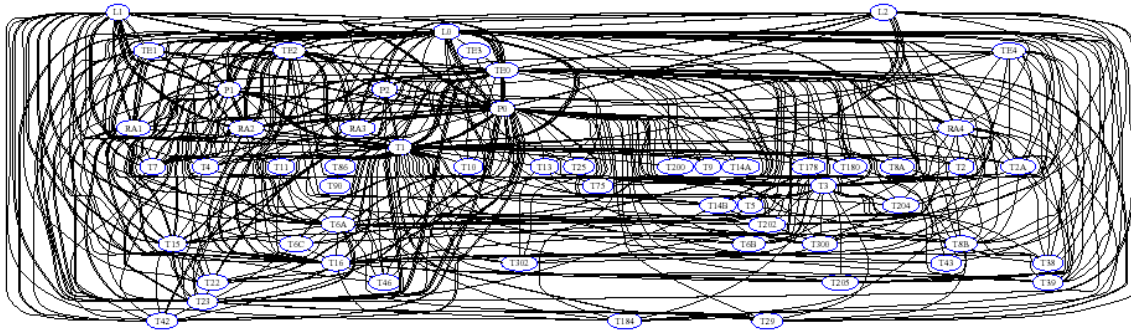 L1 L2
L0
TE1 TE2 TE3 TE4
TE0
P1 P2
P0
RA1 RA2 RA3 RA4
T1
T7 T4 T11 T86 T10 T13 T25 T200 T9 T14A T178 T180 T8A T2 T2A
T90 T75 T3
T14B T5 T204
T6A T202
T15 T6C T6B T300 T8B
T16 T302 T43 T38
T22 T46 T205 T39
T23
T42 T184 T29